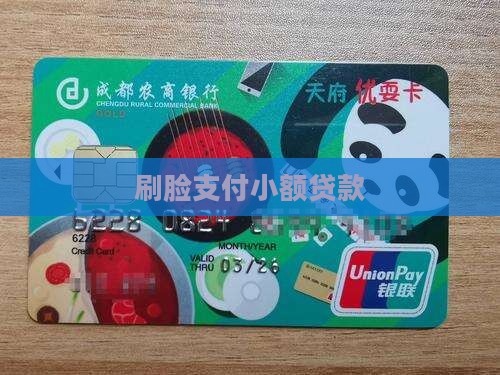 成都农商银行
CHENGDU RURAL COMMERCIAL BANK
GOLD
天府 优耍卡
刷脸支付小额贷款
6228
Credit Card
MONTH/YEAR
VALID
THRU 03/26
UnionPay
银联